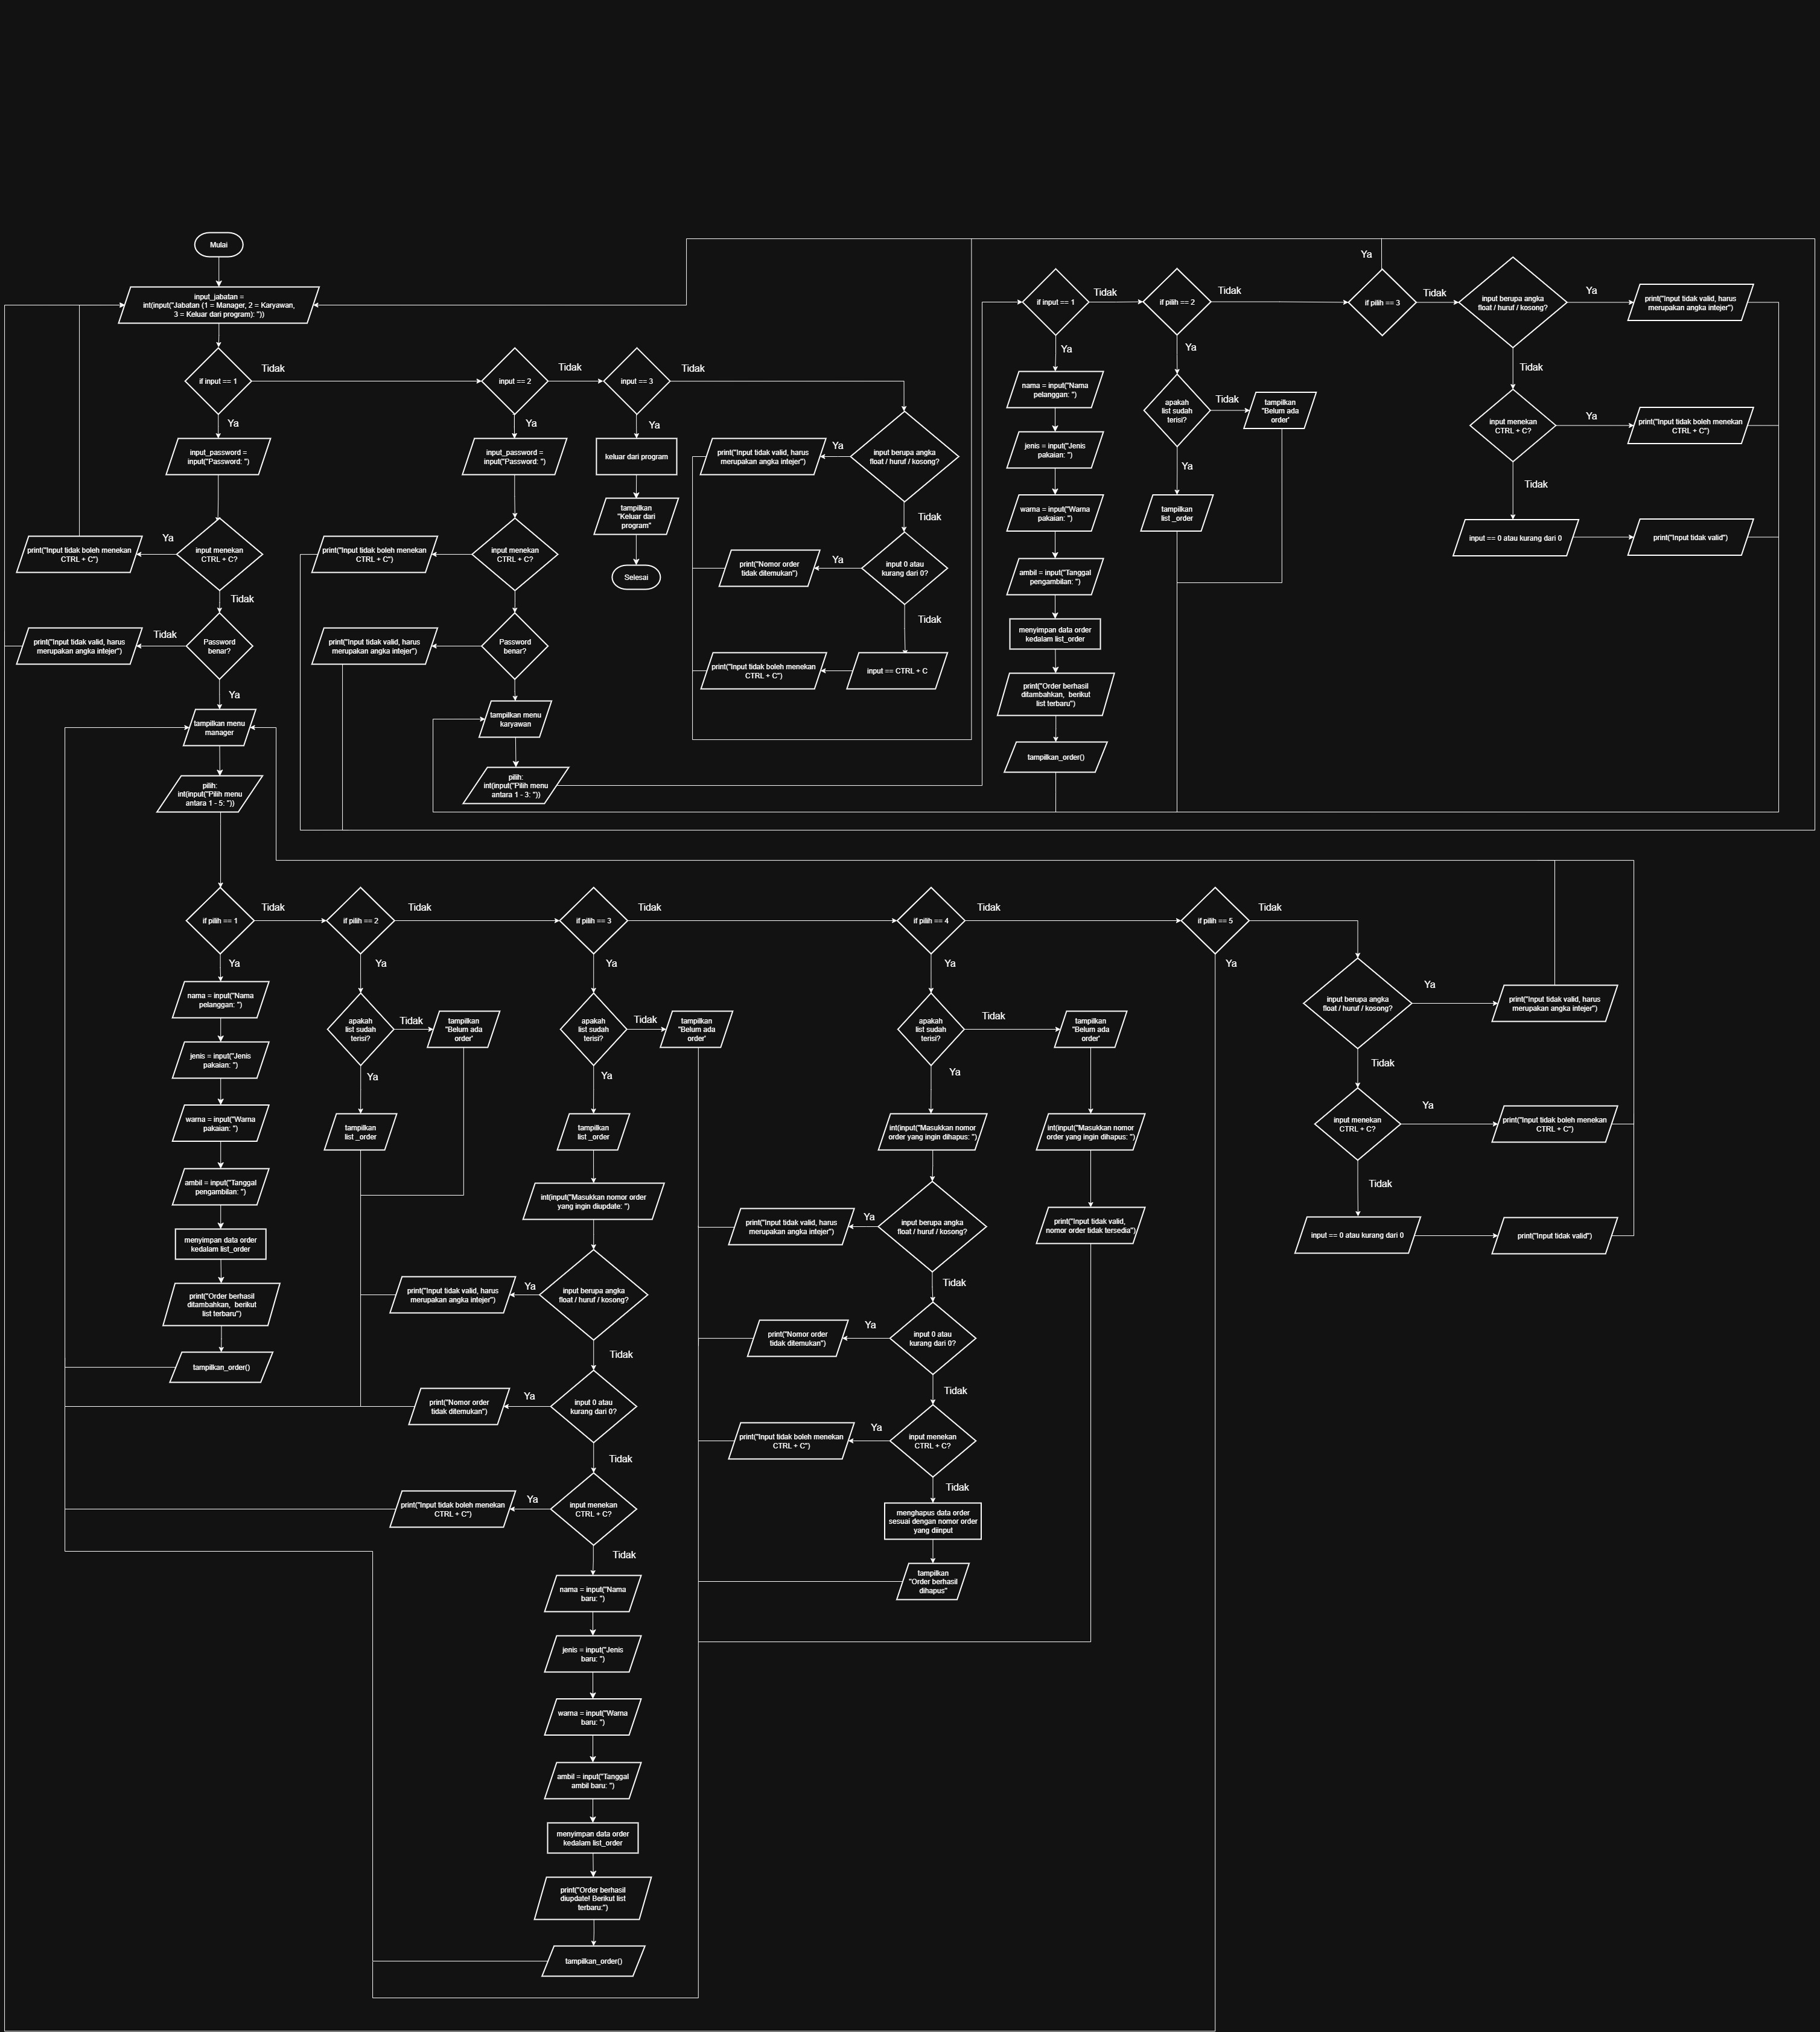 Mulai
input_jabatan =
int(input("Jabatan (1 = Manager, 2 = Karyawan,
3 = Keluar dari program): "))
if input == 1
Tidak
Ya
input_password =
input("Password: ")
input menekan
CTRL + C?
Ya
print("Input tidak boleh menekan
CTRL + C")
Tidak
Password
benar?
Tidak
print("Input tidak valid, harus
merupakan angka intejer")
Ya
tampilkan menu
manager
pilih:
int(input("Pilih menu
antara 1 - 5: "))
input == 2
Tidak
Ya
input_password =
input("Password: ")
input menekan
CTRL + C?
print("Input tidak boleh menekan
CTRL + C")
Password
benar?
print("Input tidak valid, harus
merupakan angka intejer")
tampilkan menu
karyawan
pilih:
int(input("Pilih menu
antara 1 - 3: "))
input == 3
Tidak
Ya
keluar dari program
tampilkan
"Keluar dari
program"
Selesai
input berupa angka
float / huruf / kosong?
Ya
print("Input tidak valid, harus
merupakan angka intejer")
Tidak
input 0 atau
kurang dari 0?
Ya
print("Nomor order
tidak ditemukan")
Tidak
input == CTRL + C
print("Input tidak boleh menekan
CTRL + C")
if input == 1
Tidak
Ya
nama = input("Nama
pelanggan: ")
jenis = input("Jenis
pakaian: ")
warna = input("Warna
pakaian: ")
ambil = input("Tanggal
pengambilan: ")
menyimpan data order
kedalam list_order
print("Order berhasil
ditambahkan,  berikut
list terbaru")
tampilkan_order()
if pilih == 2
Tidak
Ya
apakah
list sudah
terisi?
Tidak
tampilkan
"Belum ada
order'
Ya
tampilkan
list _order
if pilih == 3
Ya
Tidak
input berupa angka
float / huruf / kosong?
Ya
print("Input tidak valid, harus
merupakan angka intejer")
Tidak
input menekan
CTRL + C?
Ya
print("Input tidak boleh menekan
CTRL + C")
Tidak
input == 0 atau kurang dari 0
print("Input tidak valid")
if pilih == 1
Tidak
Ya
nama = input("Nama
pelanggan: ")
jenis = input("Jenis
pakaian: ")
warna = input("Warna
pakaian: ")
ambil = input("Tanggal
pengambilan: ")
menyimpan data order
kedalam list_order
print("Order berhasil
ditambahkan,  berikut
list terbaru")
tampilkan_order()
if pilih == 2
Tidak
Ya
apakah
list sudah
terisi?
Tidak
tampilkan
"Belum ada
order'
Ya
tampilkan
list _order
if pilih == 3
Tidak
Ya
apakah
list sudah
terisi?
Tidak
tampilkan
"Belum ada
order'
Ya
tampilkan
list _order
int(input("Masukkan nomor order
yang ingin diupdate: ")
input berupa angka
float / huruf / kosong?
Ya
print("Input tidak valid, harus
merupakan angka intejer")
Tidak
input 0 atau
kurang dari 0?
Ya
print("Nomor order
tidak ditemukan")
Tidak
input menekan
CTRL + C?
Ya
print("Input tidak boleh menekan
CTRL + C")
Tidak
nama = input("Nama
baru: ")
jenis = input("Jenis
baru: ")
warna = input("Warna
baru: ")
ambil = input("Tanggal
ambil baru: ")
menyimpan data order
kedalam list_order
print("Order berhasil
diupdate! Berikut list
terbaru:")
tampilkan_order()
if pilih == 4
Tidak
Ya
apakah
list sudah
terisi?
Tidak
tampilkan
"Belum ada
order'
Ya
int(input("Masukkan nomor
order yang ingin dihapus: ")
int(input("Masukkan nomor
order yang ingin dihapus: ")
print("Input tidak valid,
nomor order tidak tersedia")
input berupa angka
float / huruf / kosong?
Ya
print("Input tidak valid, harus
merupakan angka intejer")
Tidak
input 0 atau
kurang dari 0?
Ya
print("Nomor order
tidak ditemukan")
Tidak
input menekan
CTRL + C?
Ya
print("Input tidak boleh menekan
CTRL + C")
Tidak
menghapus data order
sesuai dengan nomor order
yang diinput
tampilkan
"Order berhasil
dihapus"
if pilih == 5
Tidak
Ya
input berupa angka
float / huruf / kosong?
Ya
print("Input tidak valid, harus
merupakan angka intejer")
Tidak
input menekan
CTRL + C?
Ya
print("Input tidak boleh menekan
CTRL + C")
Tidak
input == 0 atau kurang dari 0
print("Input tidak valid")